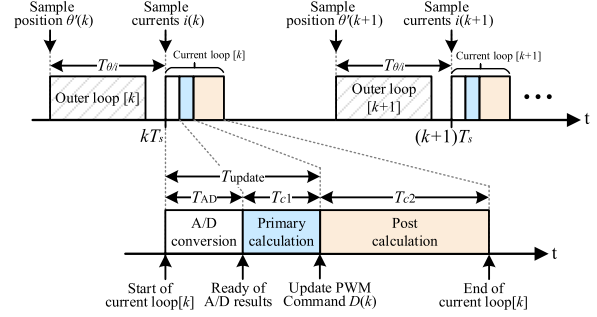 Sample position θ'(k)
Sample currents i(k)
Sample position θ'(k+1)
Sample currents i(k+1)
Tθ/i
Current loop [k]
Tθ/i
Current loop [k+1]
Outer loop [k]
Outer loop [k+1]
kTs
(k+1)Ts
t
Tupdate
TAD
Tc1
Tc2
A/D conversion
Primary calculation
Post calculation
t
Start of current loop[k]
Ready of A/D results
Update PWM Command D(k)
End of current loop[k]